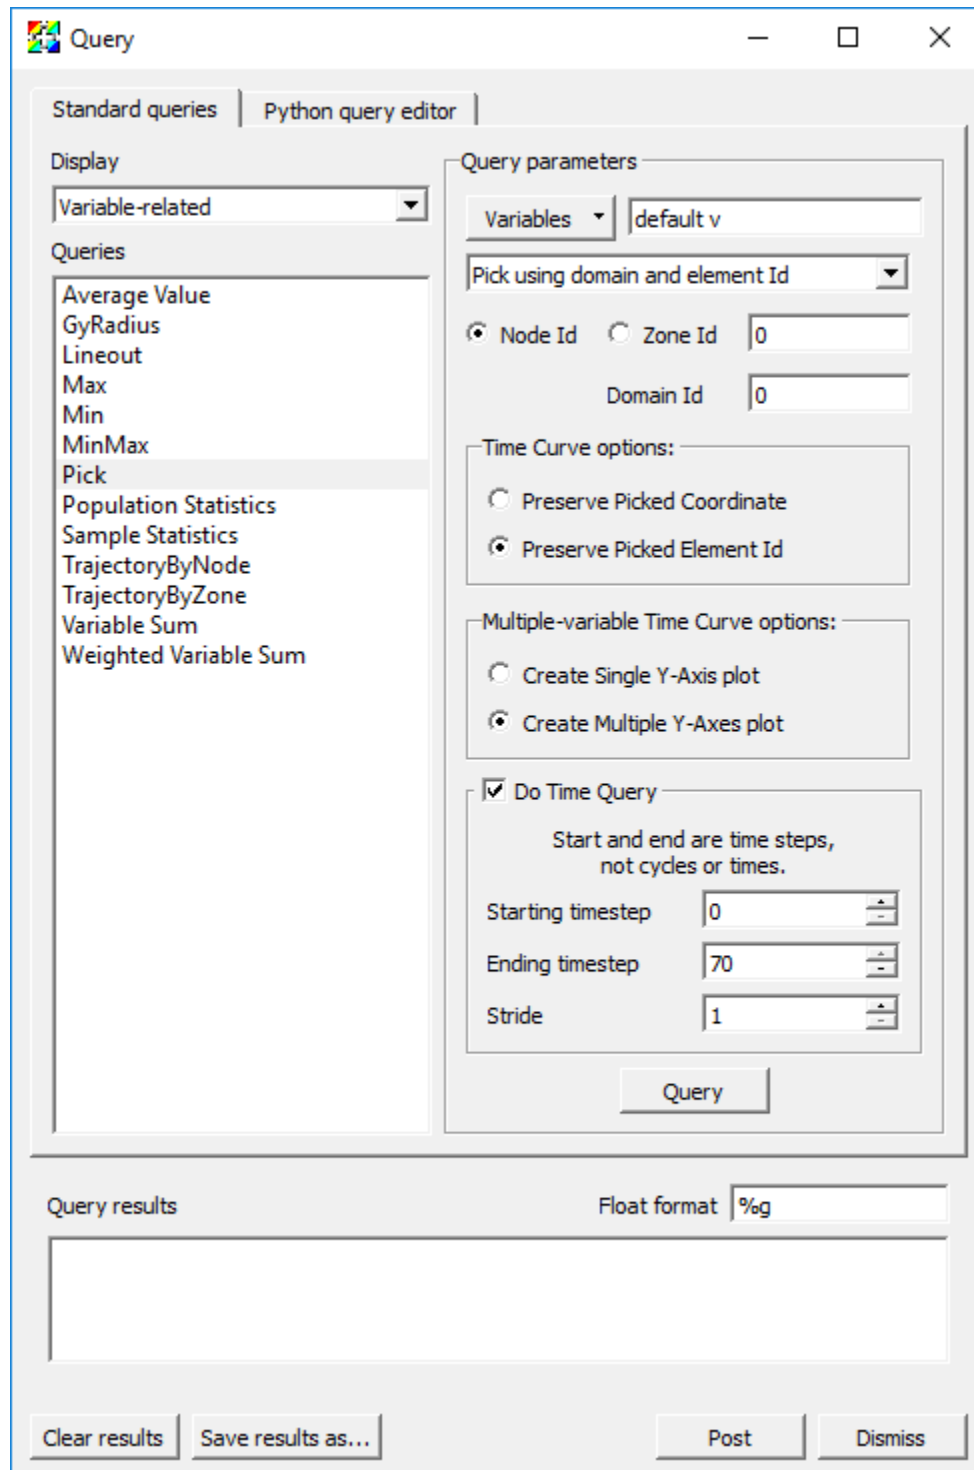 Query
Standard queries
Python query editor
Display
Variable-related
Queries
Average Value
GyRadius
Lineout
Max
Min
MinMax
Pick
Population Statistics
Sample Statistics
TrajectoryByNode
TrajectoryByZone
Variable Sum
Weighted Variable Sum
Query parameters
Variables
default v
Pick using domain and element Id
Node Id
Zone Id
0
Domain Id
0
Time Curve options:
Preserve Picked Coordinate
Preserve Picked Element Id
Multiple-variable Time Curve options:
Create Single Y-Axis plot
Create Multiple Y-Axes plot
Do Time Query
Start and end are time steps,
not cycles or times.
Starting timestep
0
Ending timestep
70
Stride
1
Query
Query results
Float format
%g
Clear results
Save results as...
Post
Dismiss